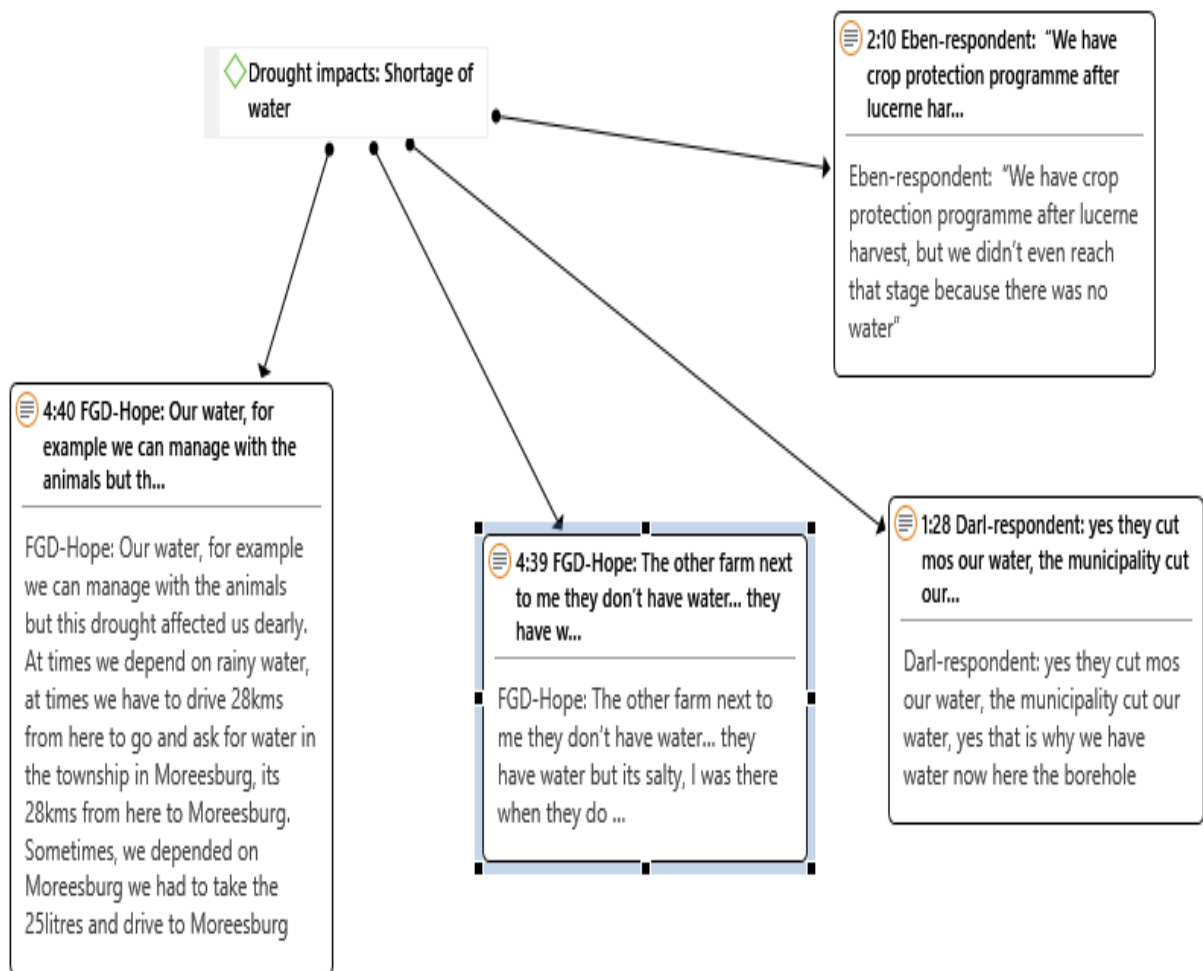 Drought impacts: Shortage of
water
2:10 Eben-respondent:  “We have
crop protection programme after
lucerne har...
Eben-respondent:  “We have crop
protection programme after lucerne
harvest, but we didn’t even reach
that stage because there was no
water”
4:40 FGD-Hope: Our water, for
example we can manage with the
animals but th...
FGD-Hope: Our water, for example
we can manage with the animals
but this drought affected us dearly.
At times we depend on rainy water,
at times we have to drive 28kms
from here to go and ask for water in
the township in Moreesburg, its
28kms from here to Moreesburg.
Sometimes, we depended on
Moreesburg we had to take the
25litres and drive to Moreesburg
4:39 FGD-Hope: The other farm next
to me they don’t have water... they
have w...
FGD-Hope: The other farm next to
me they don’t have water... they
have water but its salty, I was there
when they do ...
1:28 Darl-respondent: yes they cut
mos our water, the municipality cut
our...
Darl-respondent: yes they cut mos
our water, the municipality cut our
water, yes that is why we have
water now here the borehole